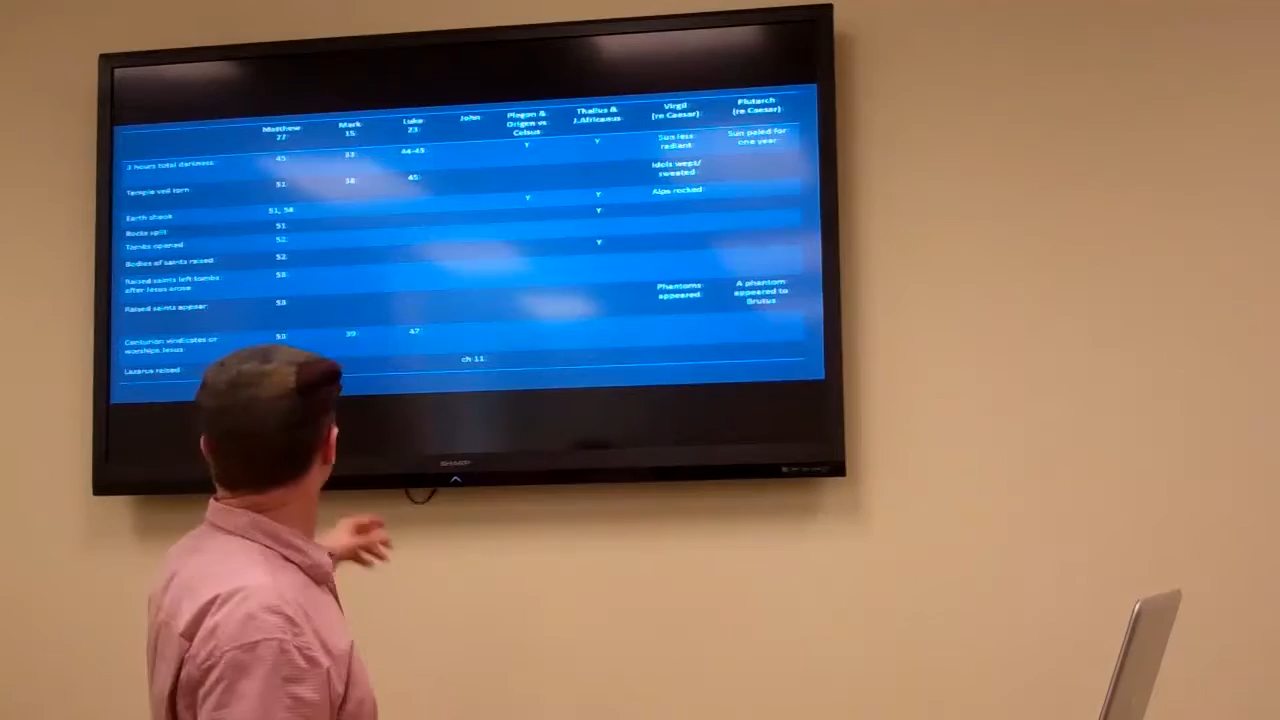 Matthew 27: Mark 15: Luke 23: John Plegon & Origen vs Celsus Thallus & J.Africanus Virgil (re Caesar) Plutarch (re Caesar)
3 hours total darkness 45 33 44-45 Y Y Sun less radiant Sun paled for one year
Temple veil torn 51 38 45 Idols wept/ sweated
Earth shook 51, 54 Y Y Alps rocked
Rocks split 51 Y
Tombs opened 52
Bodies of saints raised 52 Y
Raised saints left tombs after Jesus arose 53
Raised saints appear 53 Phantoms appeared A phantom appeared to Brutus
Centurion vindicates or worships Jesus 39 47
Lazarus raised ch 11
SHARP